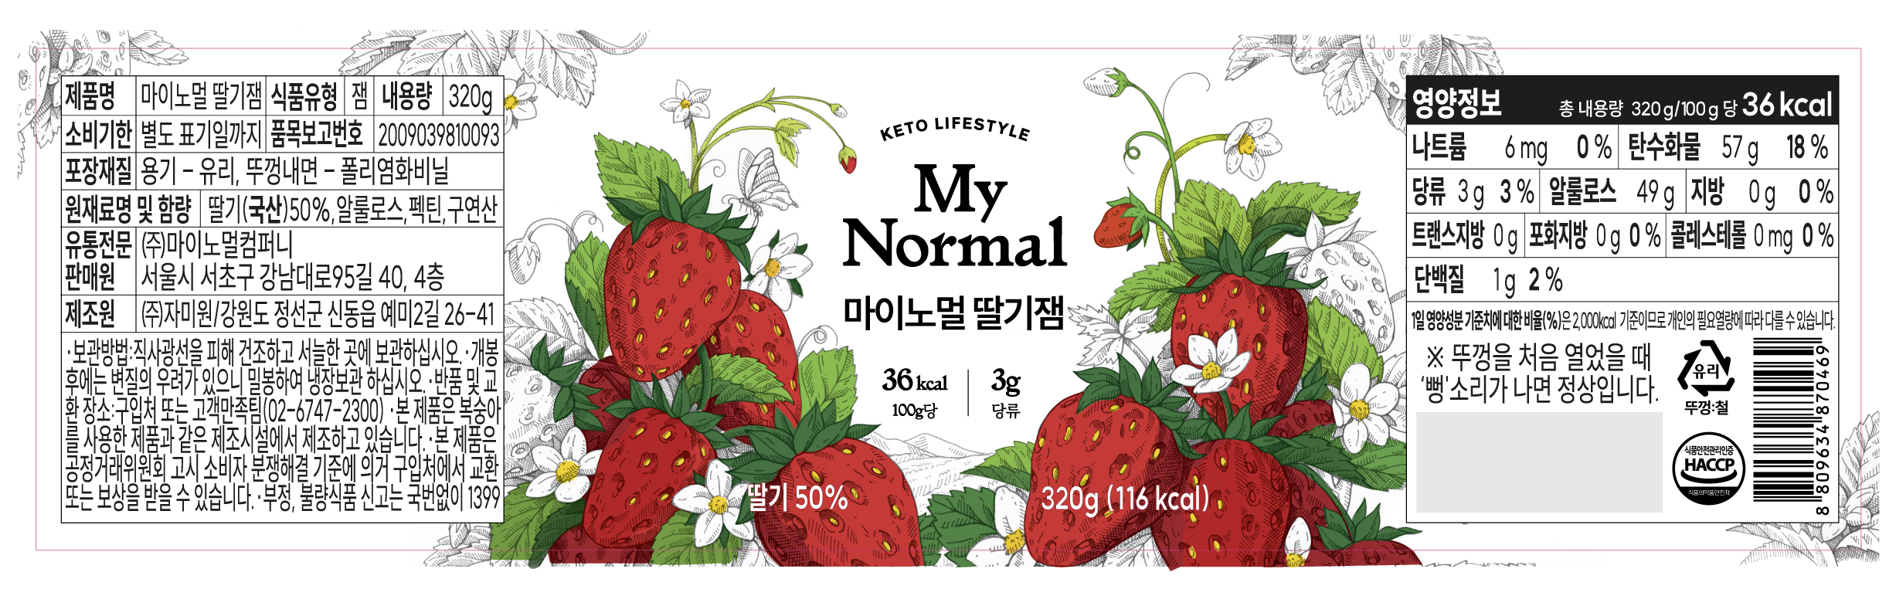 제품명 마이노멀 딸기잼 식품유형 잼 내용량 320g
소비기한 별도 표기일까지 품목보고번호 2009039810093
포장재질 용기 – 유리, 뚜껑내면 – 폴리염화비닐
원재료명 및 함량 딸기(국산)50%,알룰로스,펙틴,구연산
유통전문판매원 (주)마이노멀컴퍼니
서울시 서초구 강남대로95길 40, 4층
제조원 (주)자미원/강원도 정선군 신동읍 예미2길 26-41
·보관방법:직사광선을 피해 건조하고 서늘한 곳에 보관하십시오. ·개봉
후에는 변질의 우려가 있으니 밀봉하여 냉장보관 하십시오. ·반품 및 교
환 장소:구입처 또는 고객만족팀(02-6747-2300) ·본 제품은 복숭아
를 사용한 제품과 같은 제조시설에서 제조하고 있습니다. ·본 제품은
공정거래위원회 고시 소비자 분쟁해결 기준에 의거 구입처에서 교환
또는 보상을 받을 수 있습니다. ·부정, 불량식품 신고는 국번없이 1399
KETO LIFESTYLE
My
Normal
마이노멀 딸기잼
36 kcal 3g
100g당 당류
딸기 50% 320g (116 kcal)
영양정보 총 내용량 320 g/100 g 당 36 kcal
나트륨 6 mg 0 % 탄수화물 57 g 18 %
당류 3 g 3 % 알룰로스 49 g 지방 0 g 0 %
트랜스지방 0 g 포화지방 0 g 0 % 콜레스테롤 0 mg 0 %
단백질 1 g 2 %
1일 영양성분 기준치에 대한 비율(%)은 2,000kcal 기준이므로 개인의 필요열량에 따라 다를 수 있습니다.
※ 뚜껑을 처음 열었을 때
'뻥'소리가 나면 정상입니다.
유리
뚜껑:철
식품안전관리인증
HACCP
식품의약품안전처
8809634870469